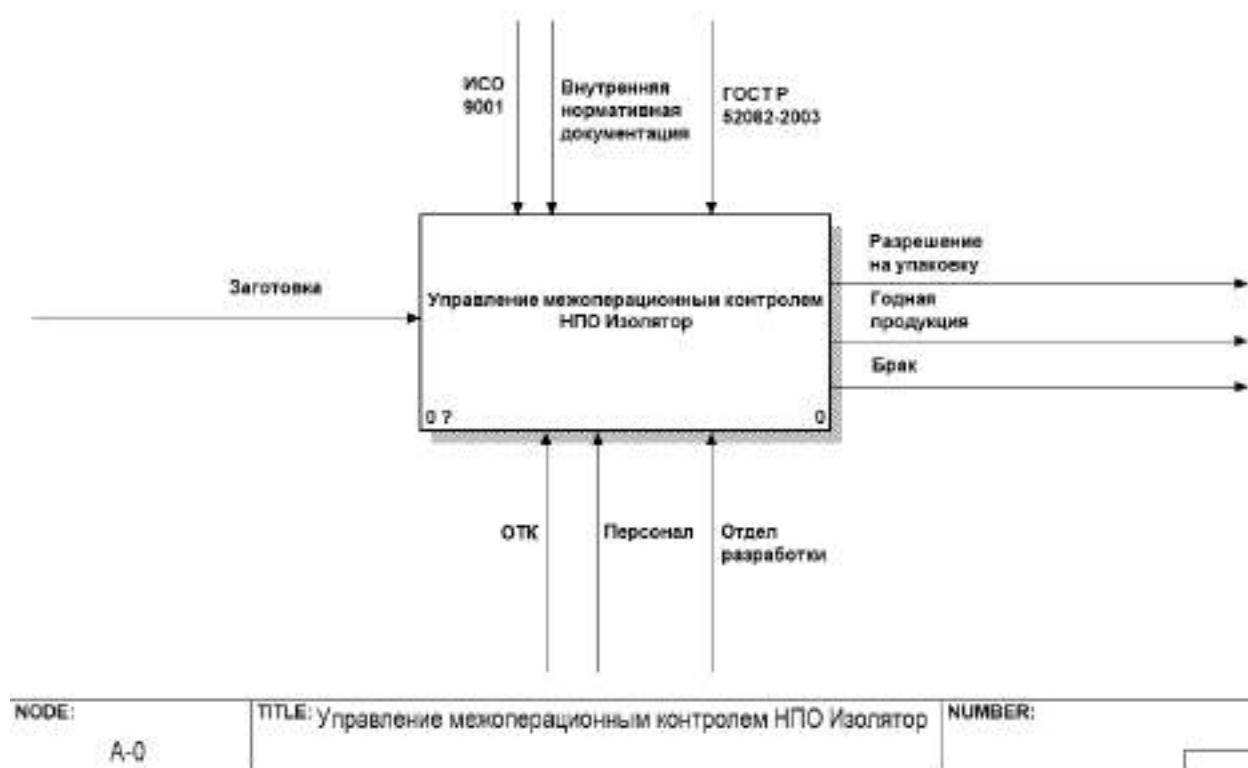 ИСО
9001
Внутренняя
нормативная
документация
ГОСТ Р
52082-2003
Разрешение
на упаковку
Заготовка
Управление межоперационным контролем
НПО Изолятор
Годная
продукция
Брак
0 ?
0
ОТК
Персонал
Отдел
разработки
NODE:
A-0
TITLE: Управление межоперационным контролем НПО Изолятор
NUMBER: